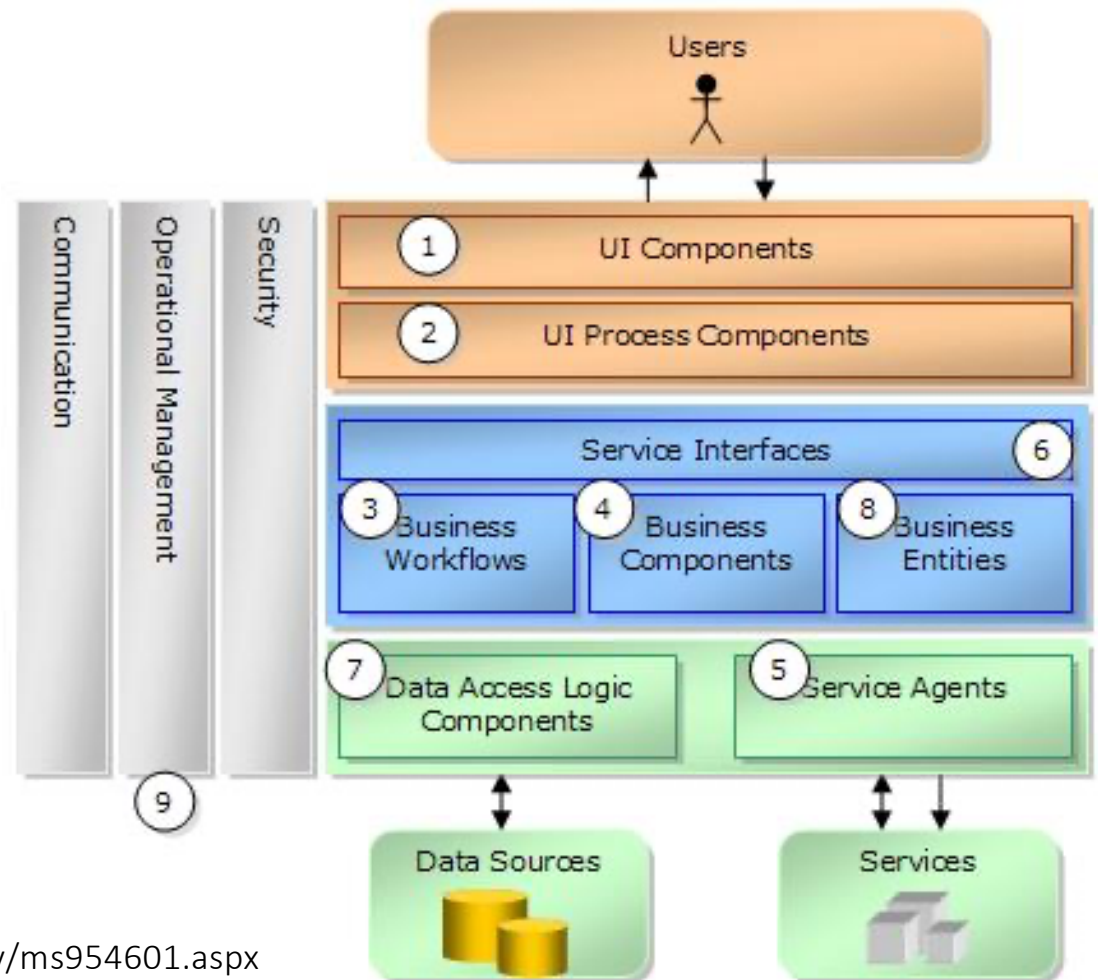 Users
Communication
Operational Management
Security
1
UI Components
2
UI Process Components
Service Interfaces
6
3
Business
Workflows
4
Business
Components
8
Business
Entities
7
Data Access Logic
Components
5
Service Agents
9
Data Sources
Services
/ms954601.aspx